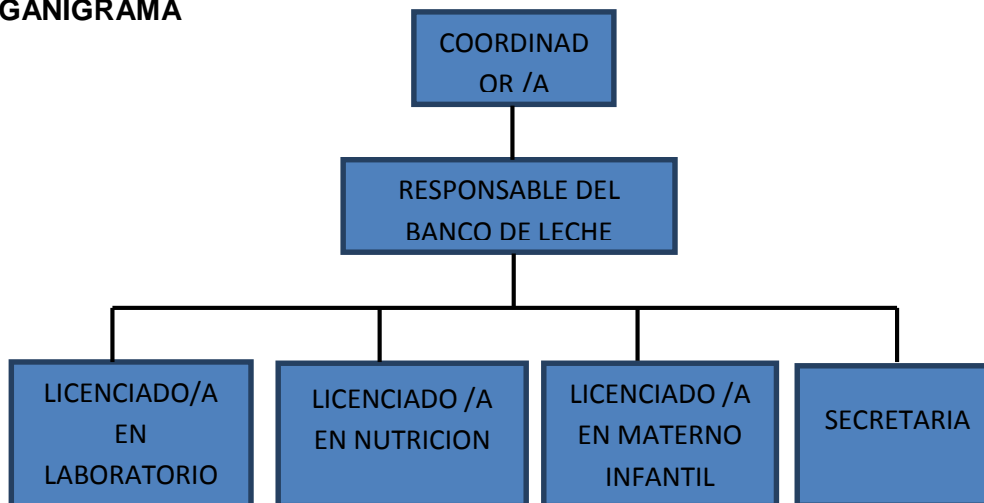 GANIGRAMA
COORDINAD
OR /A
RESPONSABLE DEL
BANCO DE LECHE
LICENCIADO/A
EN
LABORATORIO
LICENCIADO /A
EN NUTRICION
LICENCIADO /A
EN MATERNO
INFANTIL
SECRETARIA